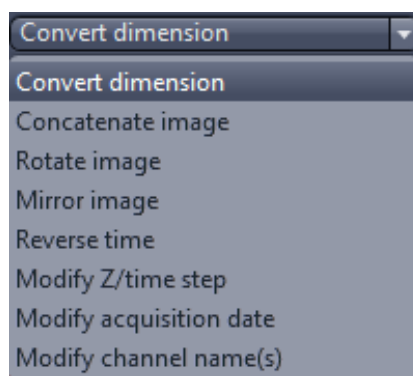 Convert dimension
Convert dimension
Concatenate image
Rotate image
Mirror image
Reverse time
Modify Z/time step
Modify acquisition date
Modify channel name(s)